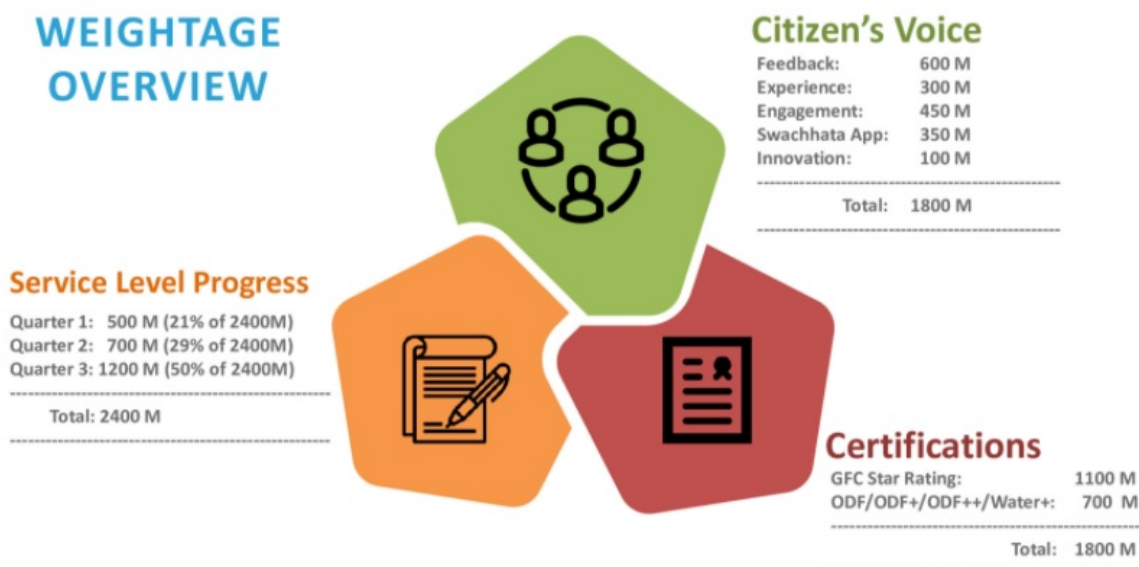 WEIGHTAGE
OVERVIEW
Citizen's Voice
Feedback: 600 M
Experience: 300 M
Engagement: 450 M
Swachhata App: 350 M
Innovation: 100 M
Total: 1800 M
Service Level Progress
Quarter 1: 500 M (21% of 2400M)
Quarter 2: 700 M (29% of 2400M)
Quarter 3: 1200 M (50% of 2400M)
Total: 2400 M
Certifications
GFC Star Rating: 1100 M
ODF/ODF+/ODF++/Water+: 700 M
Total: 1800 M